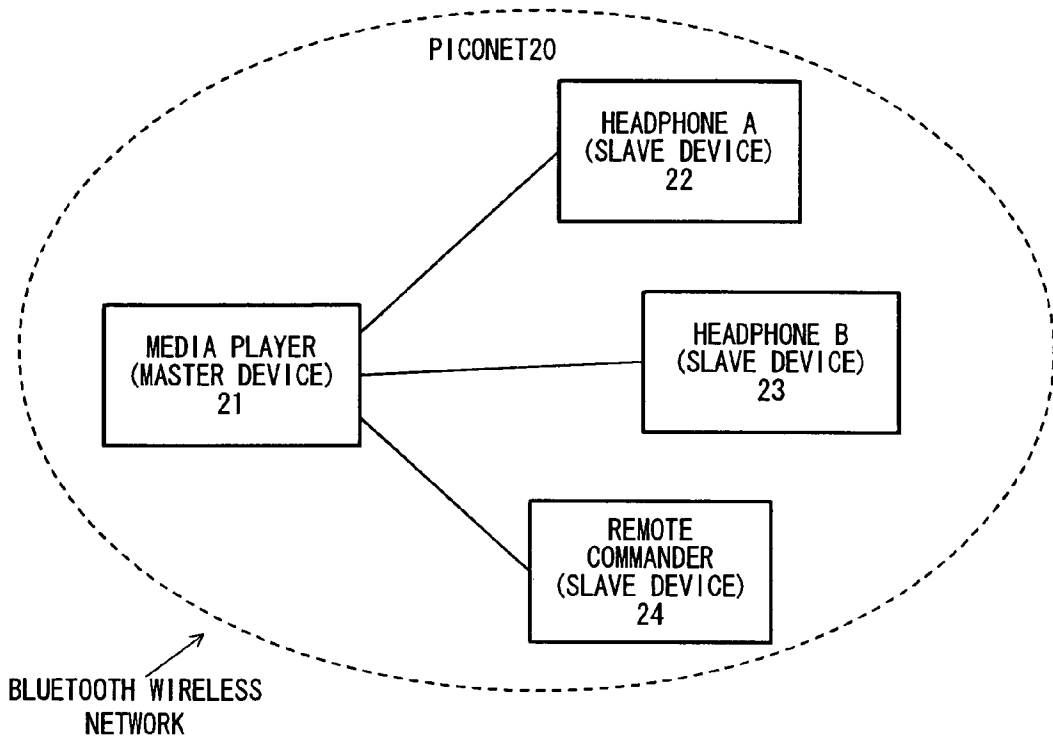 PICONET20
HEADPHONE A
(SLAVE DEVICE)
22
MEDIA PLAYER
(MASTER DEVICE)
21
HEADPHONE B
(SLAVE DEVICE)
23
REMOTE
COMMANDER
(SLAVE DEVICE)
24
BLUETOOTH WIRELESS
NETWORK